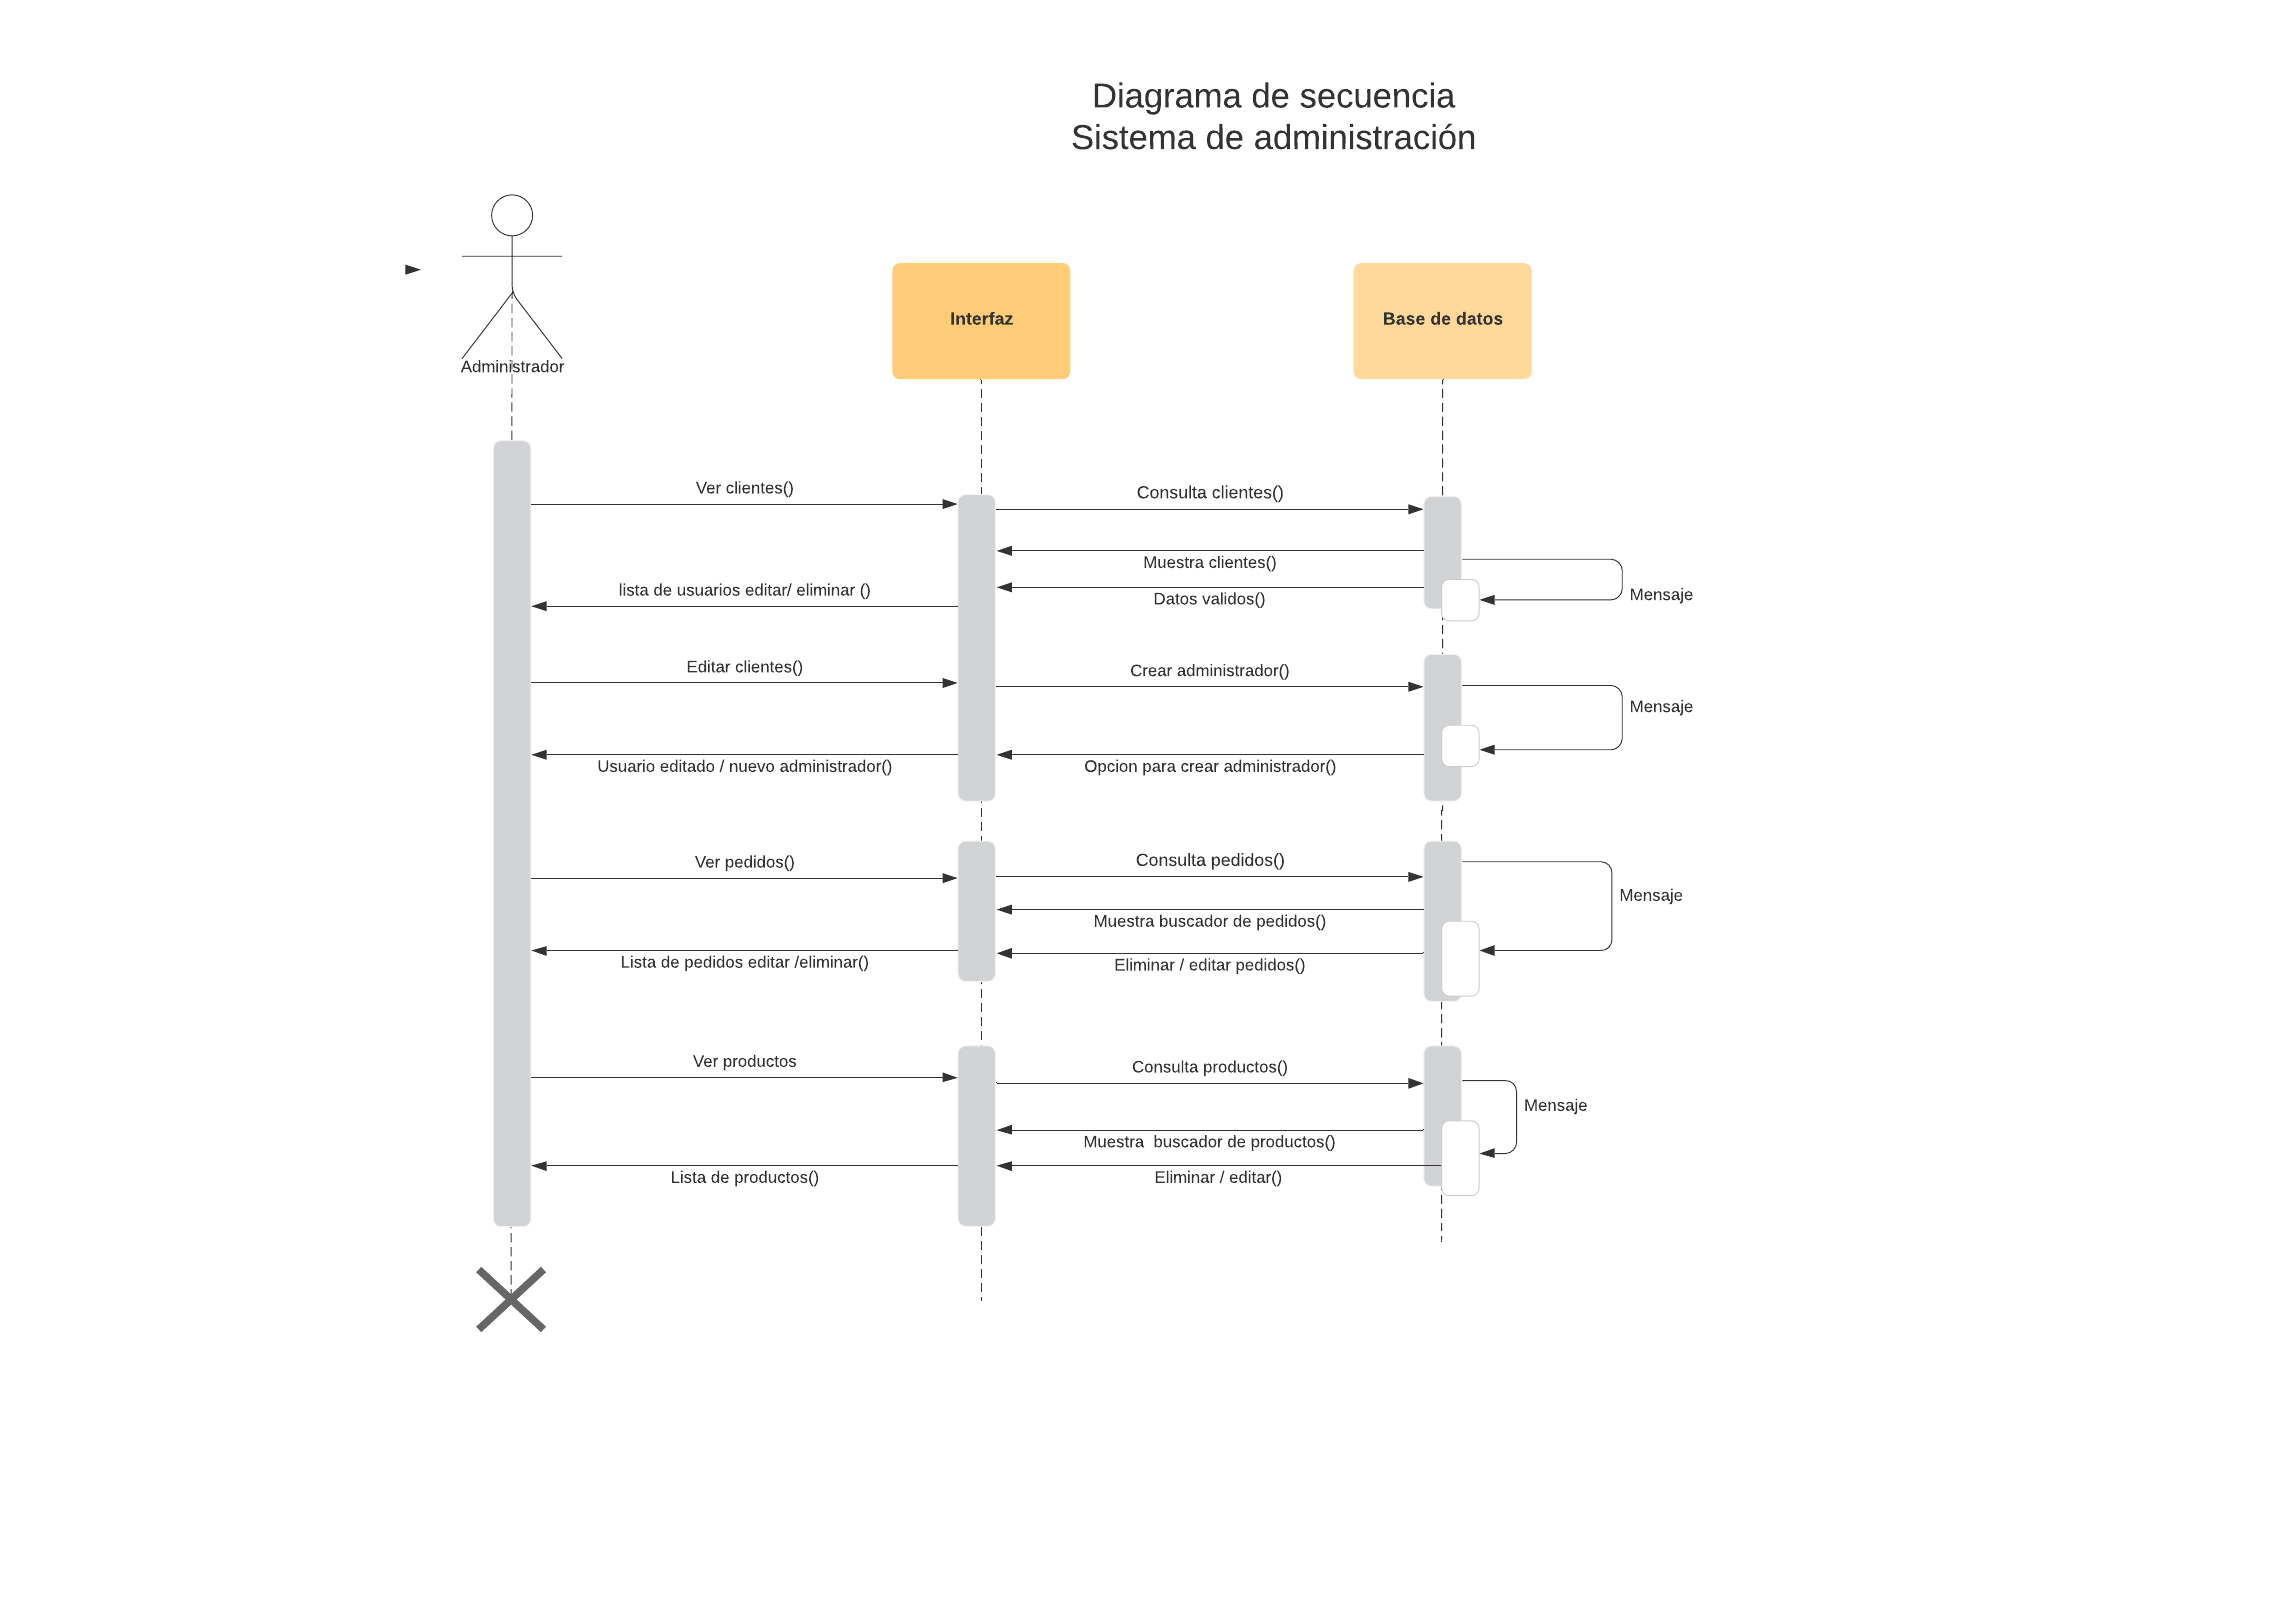 Diagrama de secuencia
Sistema de administración
Administrador
Interfaz
Base de datos
Ver clientes()
Consulta clientes()
Muestra clientes()
lista de usuarios editar/ eliminar ()
Datos validos()
Mensaje
Editar clientes()
Crear administrador()
Mensaje
Usuario editado / nuevo administrador()
Opcion para crear administrador()
Ver pedidos()
Consulta pedidos()
Mensaje
Muestra buscador de pedidos()
Lista de pedidos editar /eliminar()
Eliminar / editar pedidos()
Ver productos
Consulta productos()
Mensaje
Muestra  buscador de productos()
Lista de productos()
Eliminar / editar()